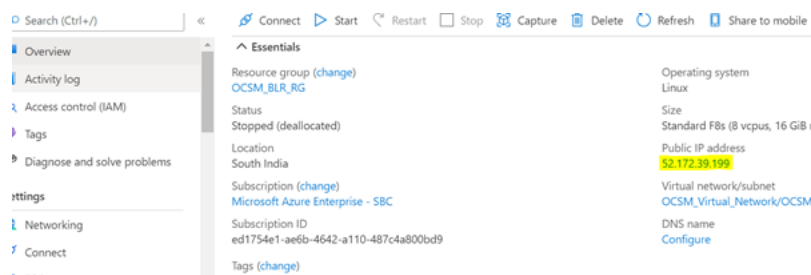 Search (Ctrl+/)
«
Connect Start Restart Stop Capture Delete Refresh Share to mobile
Overview
Activity log
Access control (IAM)
Tags
Diagnose and solve problems
ettings
Networking
Connect
Essentials
Resource group (change)
OCSM_BLR_RG
Status
Stopped (deallocated)
Location
South India
Subscription (change)
Microsoft Azure Enterprise - SBC
Subscription ID
ed1754e1-ae6b-4642-a110-487c4a800bd9
Tags (change)
Operating system
Linux
Size
Standard F8s (8 vcpus, 16 GiB
Public IP address
52.172.39.199
Virtual network/subnet
OCSM_Virtual_Network/OCSM
DNS name
Configure